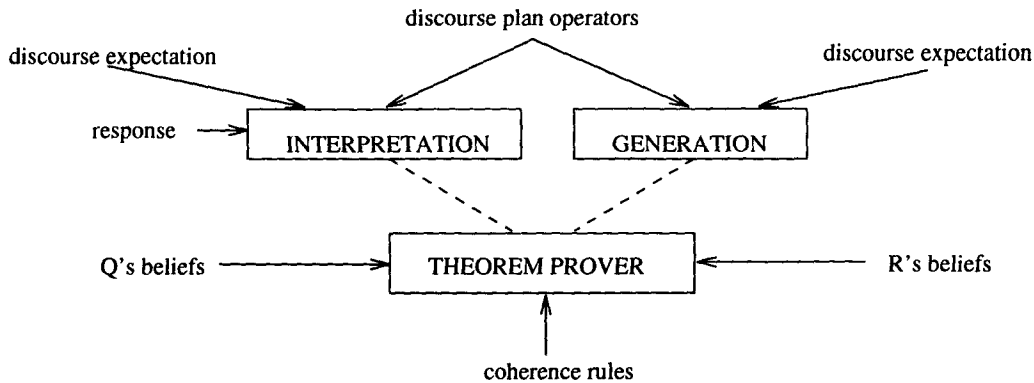 discourse plan operators
discourse expectation
discourse expectation
response
INTERPRETATION
GENERATION
Q's beliefs
THEOREM PROVER
R's beliefs
coherence rules